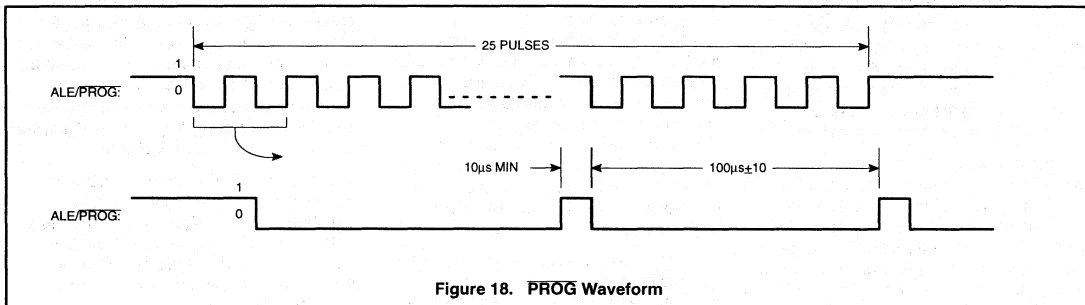 25 PULSES
1
ALE/PROG:
0
10µs MIN
100µs±10
1
ALE/PROG:
0
Figure 18. PROG Waveform